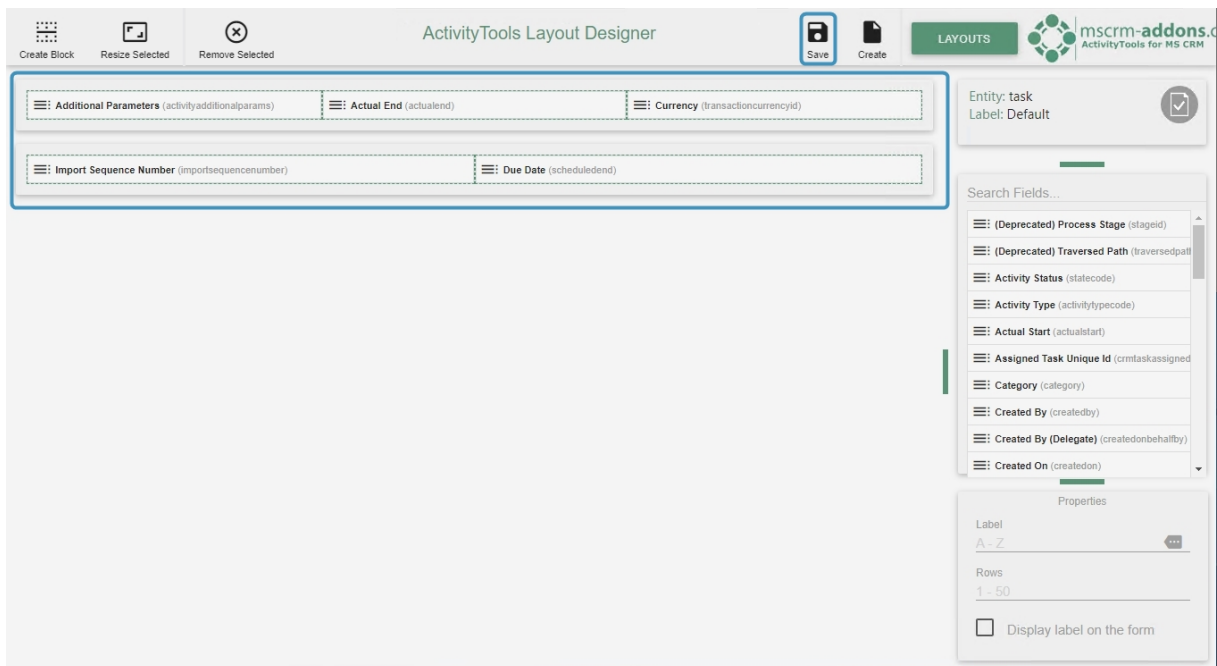 ActivityTools Layout Designer
Create Block
Resize Selected
Remove Selected
Save
Create
LAYOUTS
mscrm-addons.c
ActivityTools for MS CRM
Additional Parameters (activityadditionalparams)
Actual End (actualend)
Currency (transactioncurrencyid)
Import Sequence Number (importsequencenumber)
Due Date (scheduledend)
Entity: task
Label: Default
Search Fields...
(Deprecated) Process Stage (stageid)
(Deprecated) Traversed Path (traversedpath
Activity Status (statecode)
Activity Type (activitytypecode)
Actual Start (actualstart)
Assigned Task Unique Id (crmtaskassigned
Category (category)
Created By (createdby)
Created By (Delegate) (createdonbehalfby)
Created On (createdon)
Properties
Label
A - Z
Rows
1 - 50
Display label on the form